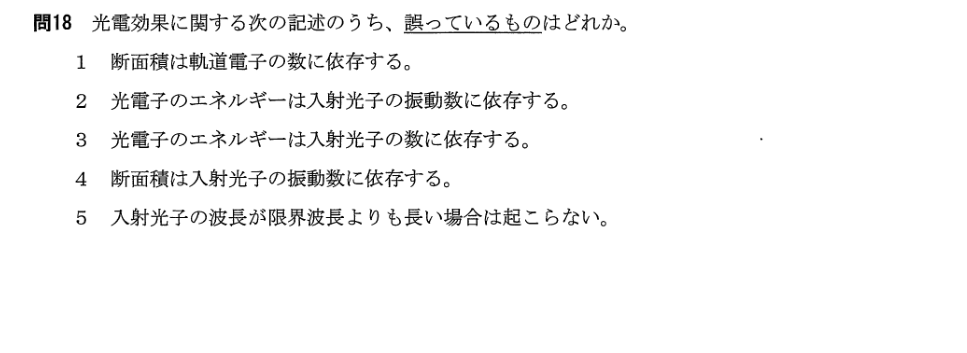 問18 光電効果に関する次の記述のうち、誤っているものはどれか。
1 断面積は軌道電子の数に依存する。
2 光電子のエネルギーは入射光子の振動数に依存する。
3 光電子のエネルギーは入射光子の数に依存する。
4 断面積は入射光子の振動数に依存する。
5 入射光子の波長が限界波長よりも長い場合は起こらない。